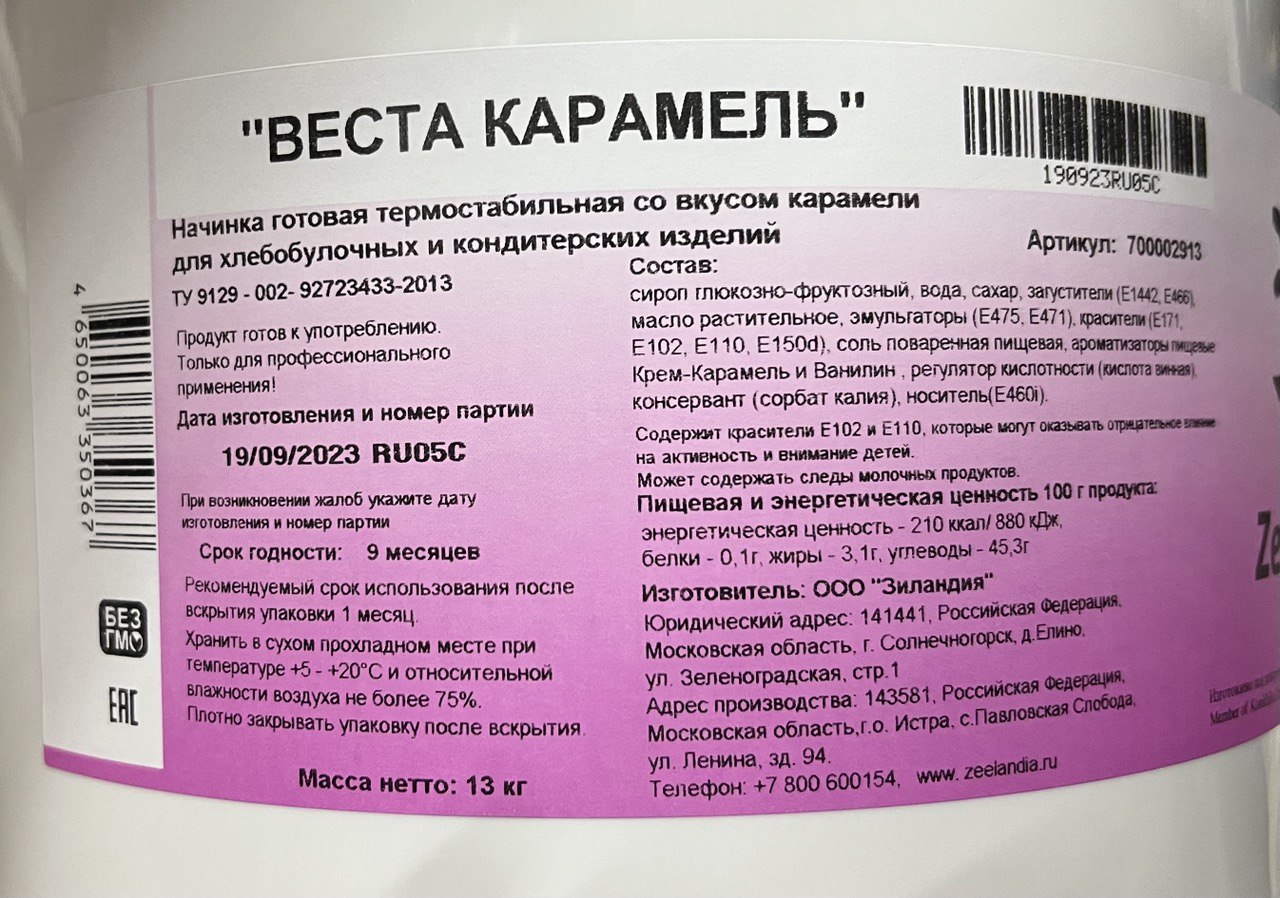 "ВЕСТА КАРАМЕЛЬ"
190923RU05C
Начинка готовая термостабильная со вкусом карамели
для хлебобулочных и кондитерских изделий
ТУ 9129 - 002- 92723433-2013
Продукт готов к употреблению.
Только для профессионального
применения!
Дата изготовления и номер партии
19/09/2023 RU05C
При возникновении жалоб укажите дату
изготовления и номер партии
Срок годности: 9 месяцев
Рекомендуемый срок использования после
вскрытия упаковки 1 месяц.
Хранить в сухом прохладном месте при
температуре +5 - +20°С и относительной
влажности воздуха не более 75%.
Плотно закрывать упаковку после вскрытия.
Масса нетто: 13 кг
Артикул: 700002913
Состав:
сироп глюкозно-фруктозный, вода, сахар, загустители (Е1442, Е466),
масло растительное, эмульгаторы (Е475, Е471), красители (Е171,
Е102, Е110, Е150d), соль поваренная пищевая, ароматизаторы пищевые
Крем-Карамель и Ванилин , регулятор кислотности (кислота винная),
консервант (сорбат калия), носитель(Е460i).
Содержит красители Е102 и Е110, которые могут оказывать отрицательное влияние
на активность и внимание детей.
Может содержать следы молочных продуктов.
Пищевая и энергетическая ценность 100 г продукта:
энергетическая ценность - 210 ккал/ 880 кДж,
белки - 0,1г, жиры - 3,1г, углеводы - 45,3г
Изготовитель: ООО "Зиландия"
Юридический адрес: 141441, Российская Федерация,
Московская область, г. Солнечногорск, д.Елино,
ул. Зеленоградская, стр.1
Адрес производства: 143581, Российская Федерация,
Московская область,г.о. Истра, с.Павловская Слобода,
ул. Ленина, зд. 94.
Телефон: +7 800 600154, www. zeelandia.ru
4 650063 350367
БЕЗ
ГМО
EAC
Member of